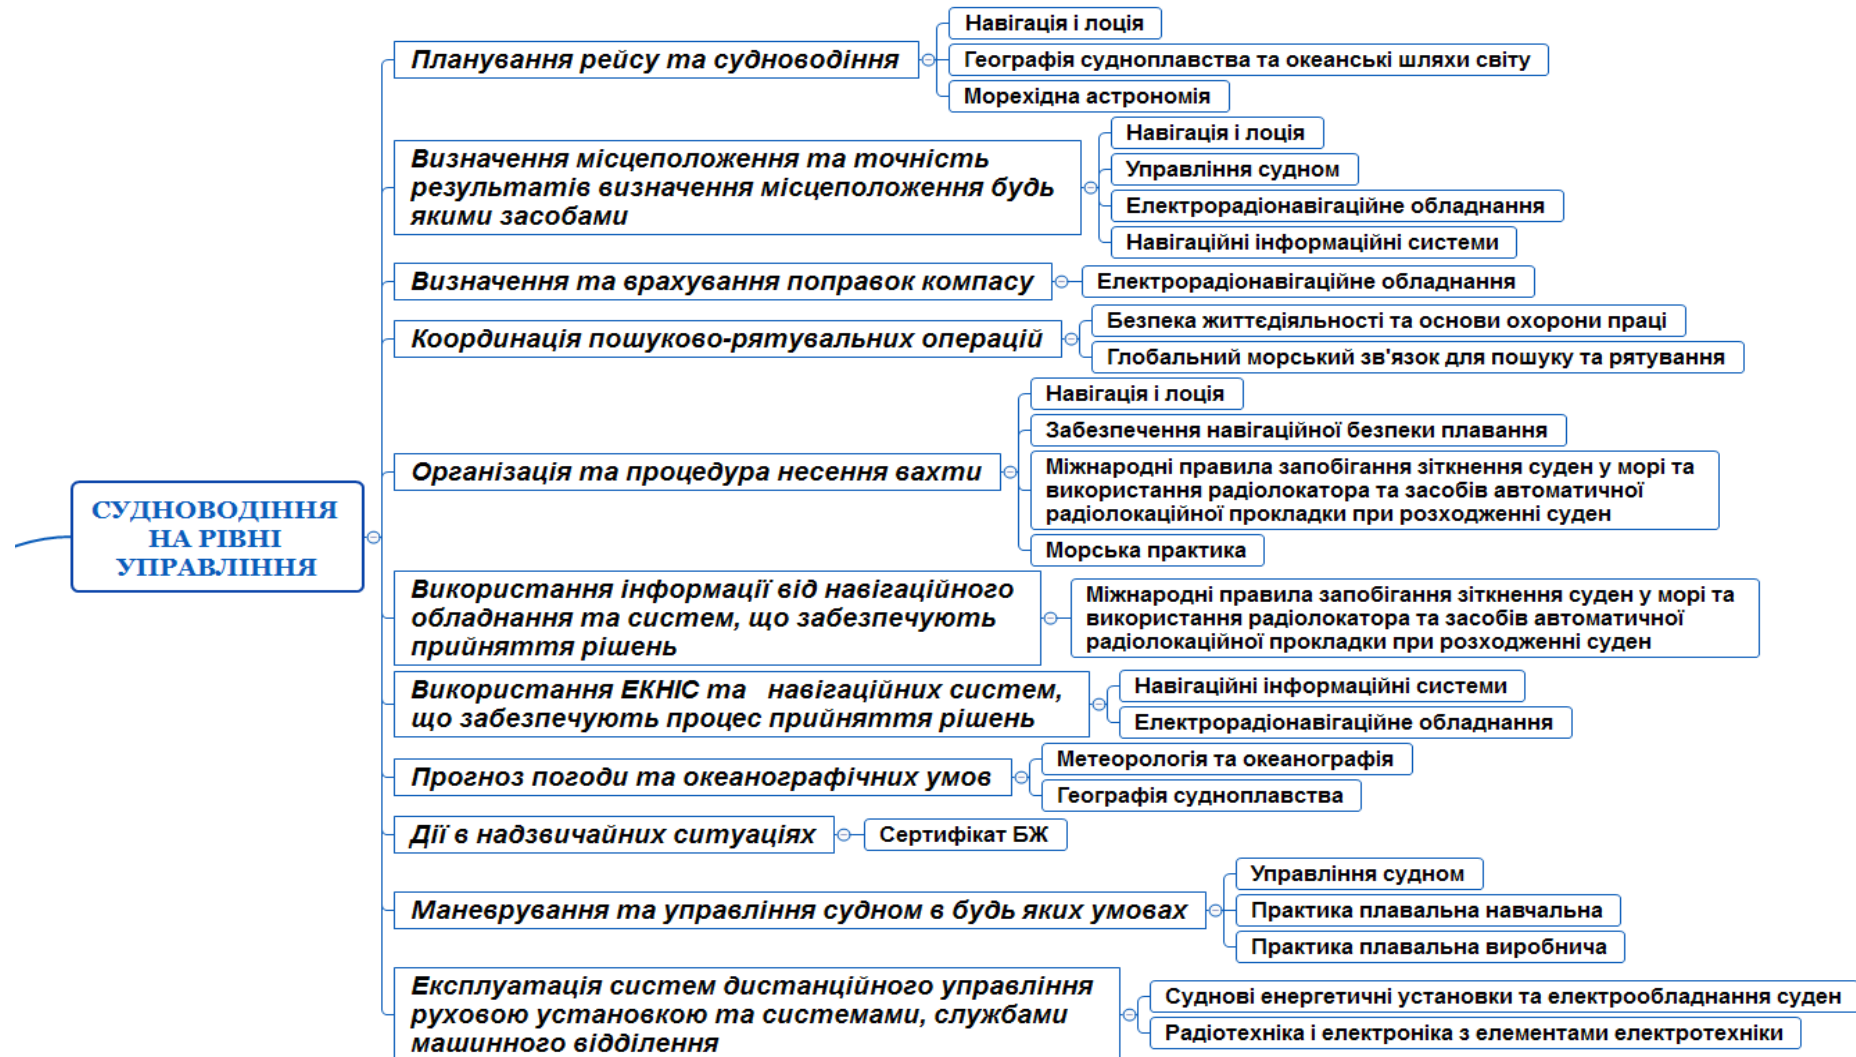 СУДНОВОДІННЯ
НА РІВНІ
УПРАВЛІННЯ
Планування рейсу та судноводіння
Навігація і лоція
Географія судноплавства та океанські шляхи світу
Морехідна астрономія
Визначення місцеположення та точність
результатів визначення місцеположення будь
якими засобами
Навігація і лоція
Управління судном
Електрорадіонавігаційне обладнання
Навігаційні інформаційні системи
Визначення та врахування поправок компасу
Електрорадіонавігаційне обладнання
Координація пошуково-рятувальних операцій
Безпека життєдіяльності та основи охорони праці
Глобальний морський зв'язок для пошуку та рятування
Організація та процедура несення вахти
Навігація і лоція
Забезпечення навігаційної безпеки плавання
Міжнародні правила запобігання зіткнення суден у морі та
використання радіолокатора та засобів автоматичної
радіолокаційної прокладки при розходженні суден
Морська практика
Використання інформації від навігаційного
обладнання та систем, що забезпечують
прийняття рішень
Міжнародні правила запобігання зіткнення суден у морі та
використання радіолокатора та засобів автоматичної
радіолокаційної прокладки при розходженні суден
Використання ЕКНІС та навігаційних систем,
що забезпечують процес прийняття рішень
Навігаційні інформаційні системи
Електрорадіонавігаційне обладнання
Прогноз погоди та океанографічних умов
Метеорологія та океанографія
Географія судноплавства
Дії в надзвичайних ситуаціях
Сертифікат БЖ
Маневрування та управління судном в будь яких умовах
Управління судном
Практика плавальна навчальна
Практика плавальна виробнича
Експлуатація систем дистанційного управління
руховою установкою та системами, службами
машинного відділення
Суднові енергетичні установки та електрообладнання суден
Радіотехніка і електроніка з елементами електротехніки